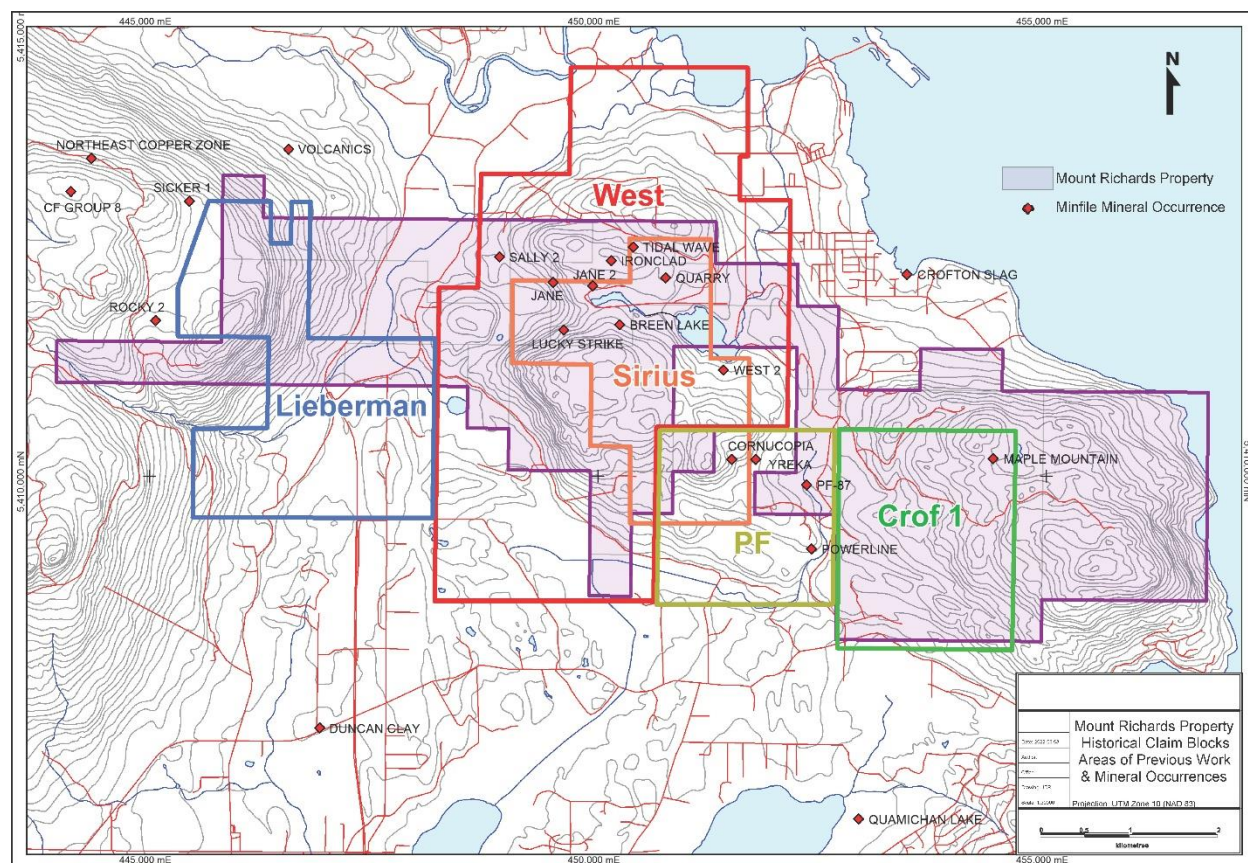 445,000 mE
450,000 mE
455,000 mE
5,415,000
N
NORTHEAST COPPER ZONE
VOLCANICS
CF GROUP 8
SICKER 1
West
Mount Richards Property
Minfile Mineral Occurrence
SALLY 2
TIDAL WAVE
IRONCLAD
JANE 2
QUARRY
JANE
CROFTON SLAG
ROCKY 2
BREEN LAKE
LUCKY STRIKE
Sirius
WEST 2
Lieberman
CORNUCOPIA
YREKA
MAPLE MOUNTAIN
5,410,000 mN
5,410,000 mN
PF-87
Crof 1
PF
POWERLINE
DUNCAN CLAY
QUAMICHAN LAKE
Mount Richards Property
Historical Claim Blocks
Areas of Previous Work
& Mineral Occurrences
Projection: UTM Zone 10 (NAD 83)
0 0.5 1 2
kilometres
445,000 mE
450,000 mE
455,000 mE